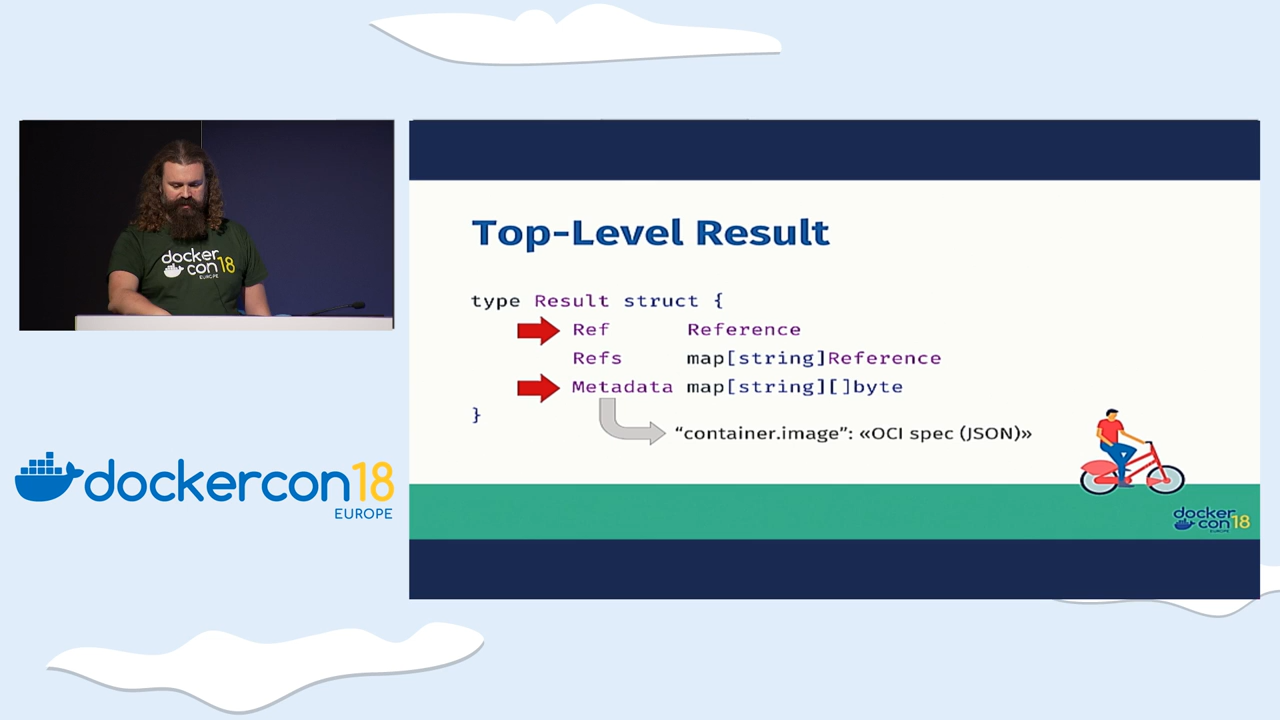 docker
con18
EUROPE
Top-Level Result
type Result struct {
Ref Reference
Refs map[string]Reference
Metadata map[string][]byte
}
“container.image”: «OCI spec (JSON)»
dockercon18
EUROPE
docker
con18
EUROPE